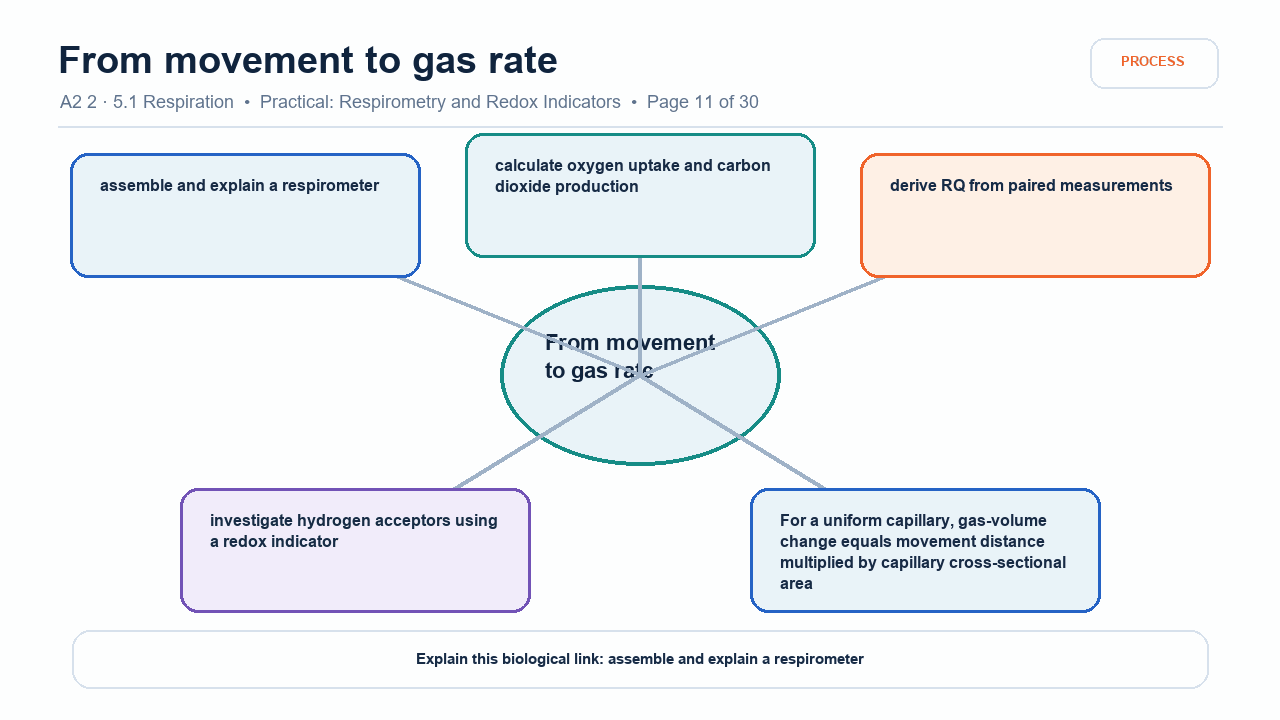 From movement to gas rate
PROCESS
A2 2 · 5.1 Respiration • Practical: Respirometry and Redox Indicators • Page 11 of 30
assemble and explain a respirometer
calculate oxygen uptake and carbon
dioxide production
derive RQ from paired measurements
From movement
to gas rate
investigate hydrogen acceptors using
a redox indicator
For a uniform capillary, gas-volume
change equals movement distance
multiplied by capillary cross-sectional
area
Explain this biological link: assemble and explain a respirometer